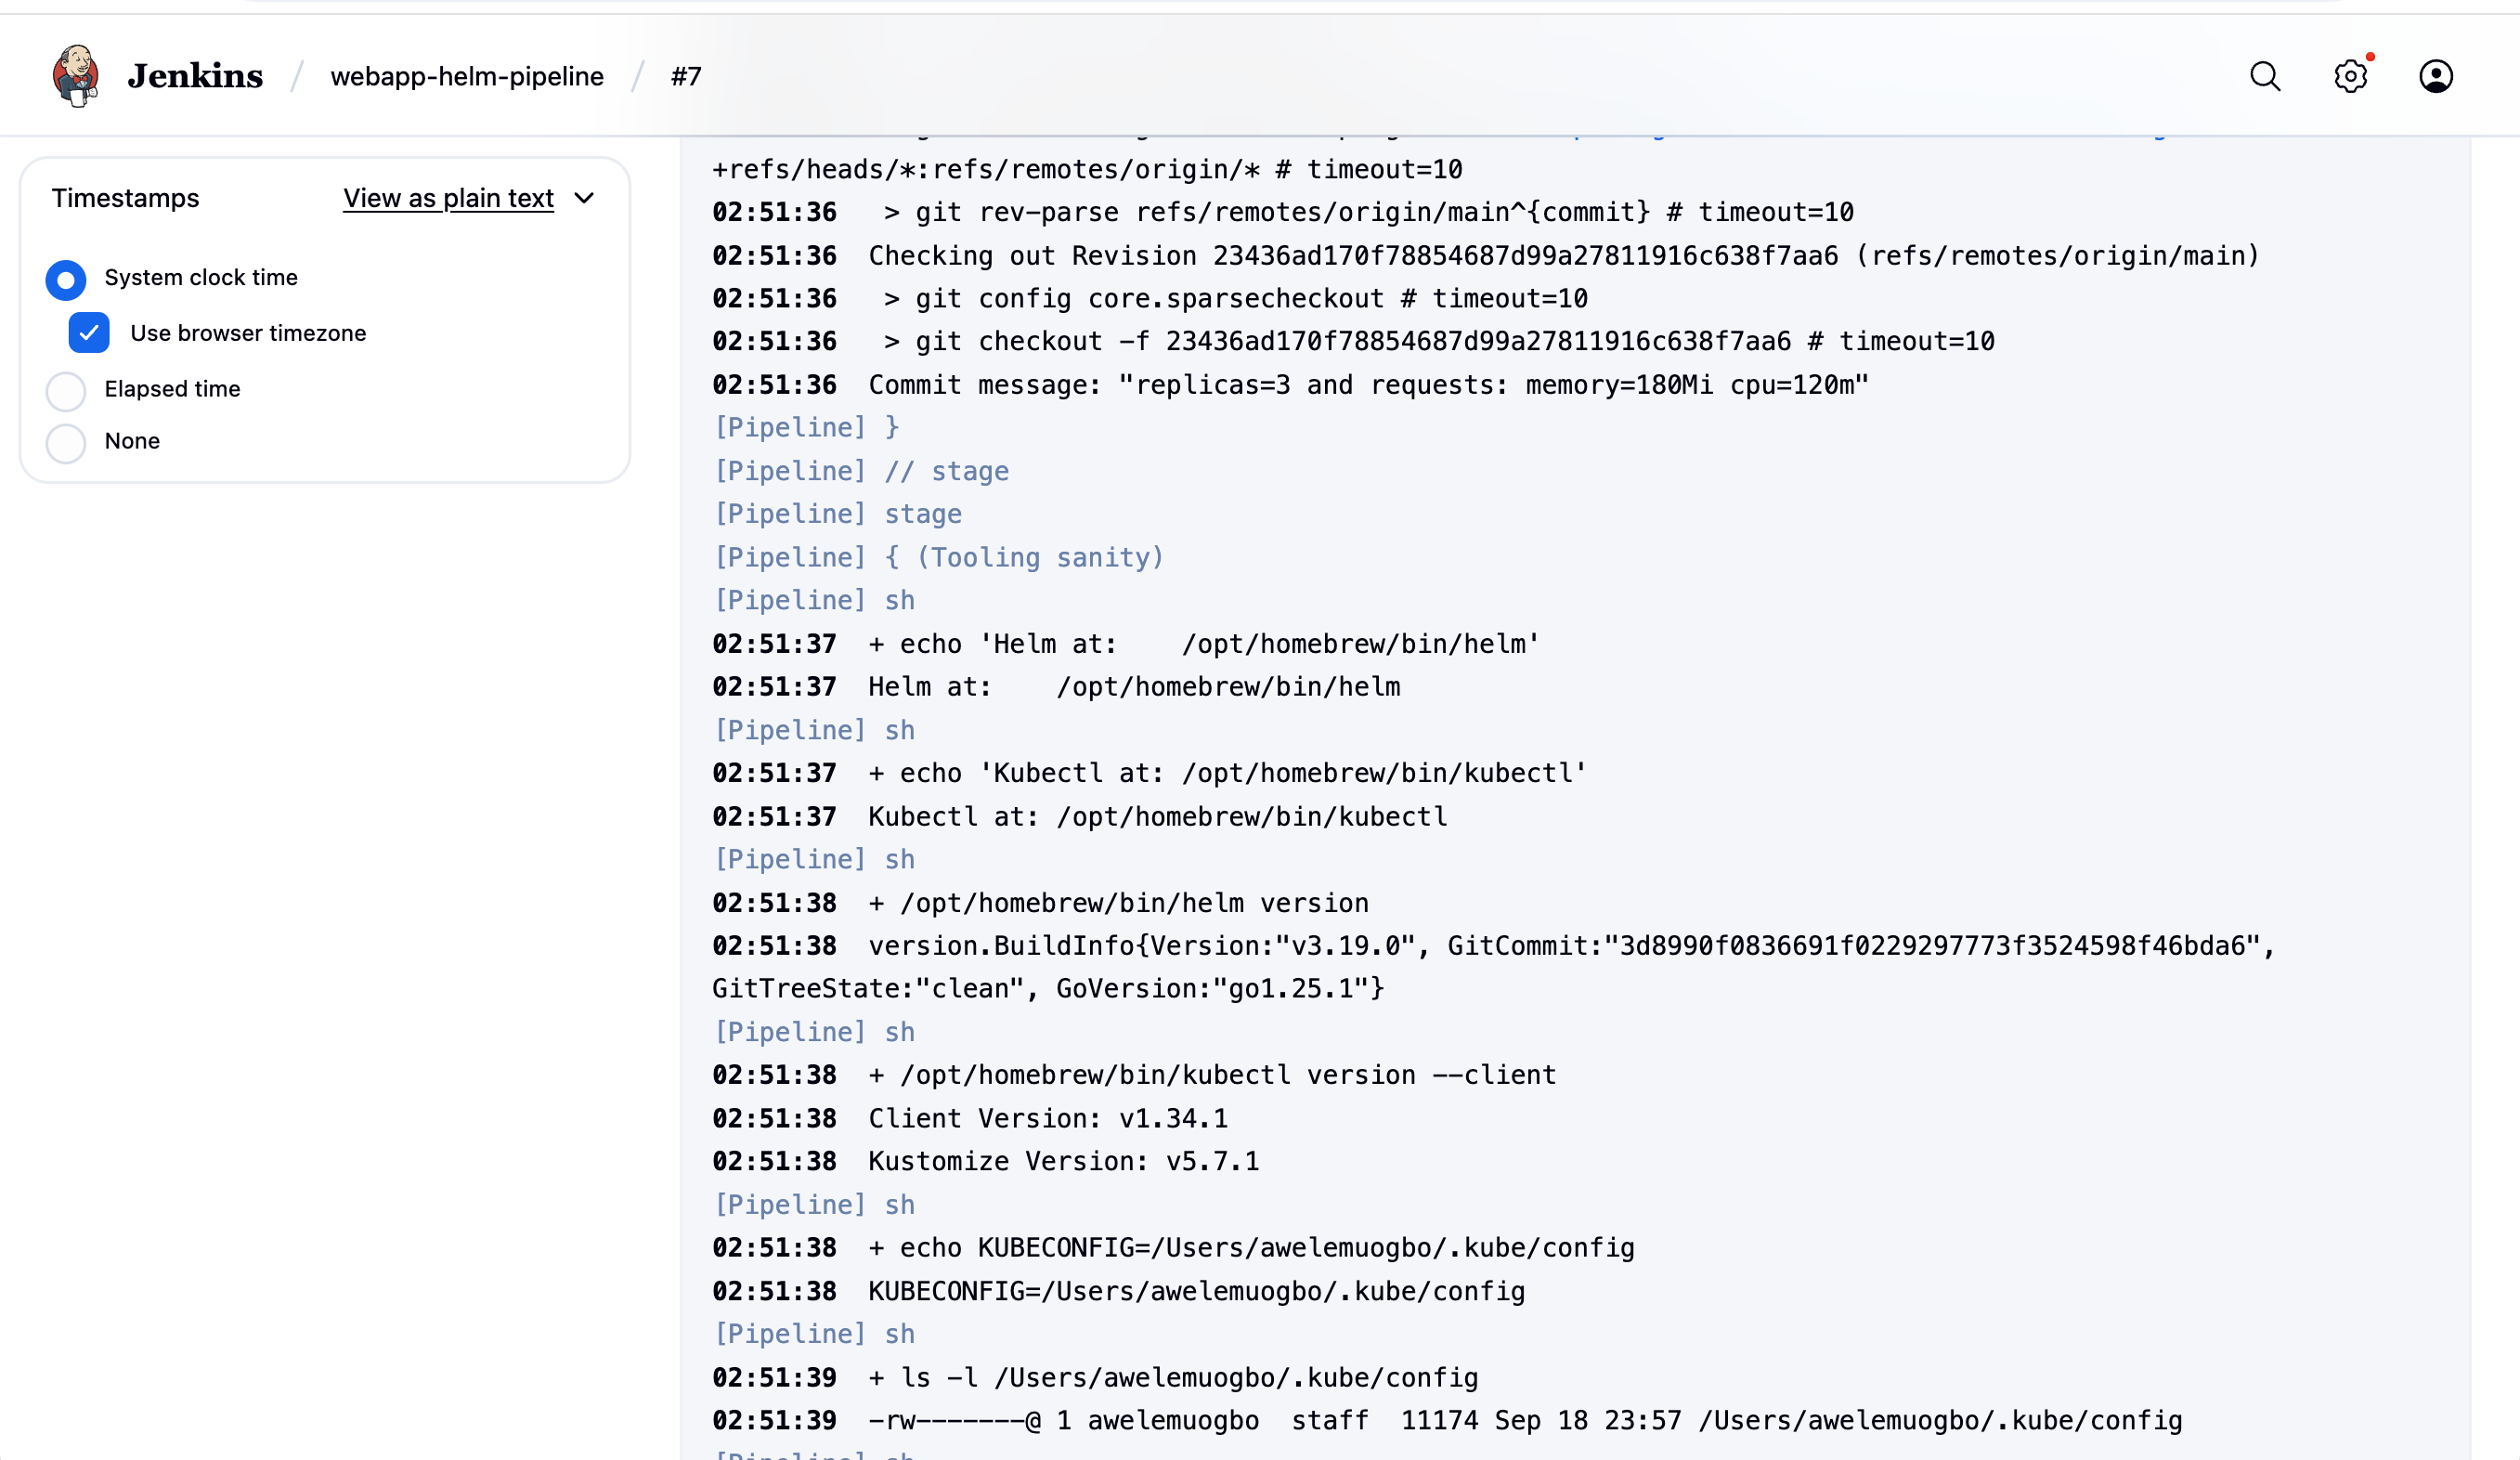 Jenkins / webapp-helm-pipeline / #7
Timestamps View as plain text
System clock time
Use browser timezone
Elapsed time
None
+refs/heads/*:refs/remotes/origin/* # timeout=10
02:51:36 > git rev-parse refs/remotes/origin/main^{commit} # timeout=10
02:51:36 Checking out Revision 23436ad170f78854687d99a27811916c638f7aa6 (refs/remotes/origin/main)
02:51:36 > git config core.sparsecheckout # timeout=10
02:51:36 > git checkout -f 23436ad170f78854687d99a27811916c638f7aa6 # timeout=10
02:51:36 Commit message: "replicas=3 and requests: memory=180Mi cpu=120m"
[Pipeline] }
[Pipeline] // stage
[Pipeline] stage
[Pipeline] { (Tooling sanity)
[Pipeline] sh
02:51:37 + echo 'Helm at:    /opt/homebrew/bin/helm'
02:51:37 Helm at:    /opt/homebrew/bin/helm
[Pipeline] sh
02:51:37 + echo 'Kubectl at: /opt/homebrew/bin/kubectl'
02:51:37 Kubectl at: /opt/homebrew/bin/kubectl
[Pipeline] sh
02:51:38 + /opt/homebrew/bin/helm version
02:51:38 version.BuildInfo{Version:"v3.19.0", GitCommit:"3d8990f0836691f0229297773f3524598f46bda6",
GitTreeState:"clean", GoVersion:"go1.25.1"}
[Pipeline] sh
02:51:38 + /opt/homebrew/bin/kubectl version --client
02:51:38 Client Version: v1.34.1
02:51:38 Kustomize Version: v5.7.1
[Pipeline] sh
02:51:38 + echo KUBECONFIG=/Users/awelemuogbo/.kube/config
02:51:38 KUBECONFIG=/Users/awelemuogbo/.kube/config
[Pipeline] sh
02:51:39 + ls -l /Users/awelemuogbo/.kube/config
02:51:39 -rw-------@ 1 awelemuogbo  staff  11174 Sep 18 23:57 /Users/awelemuogbo/.kube/config
[Pipeline] sh